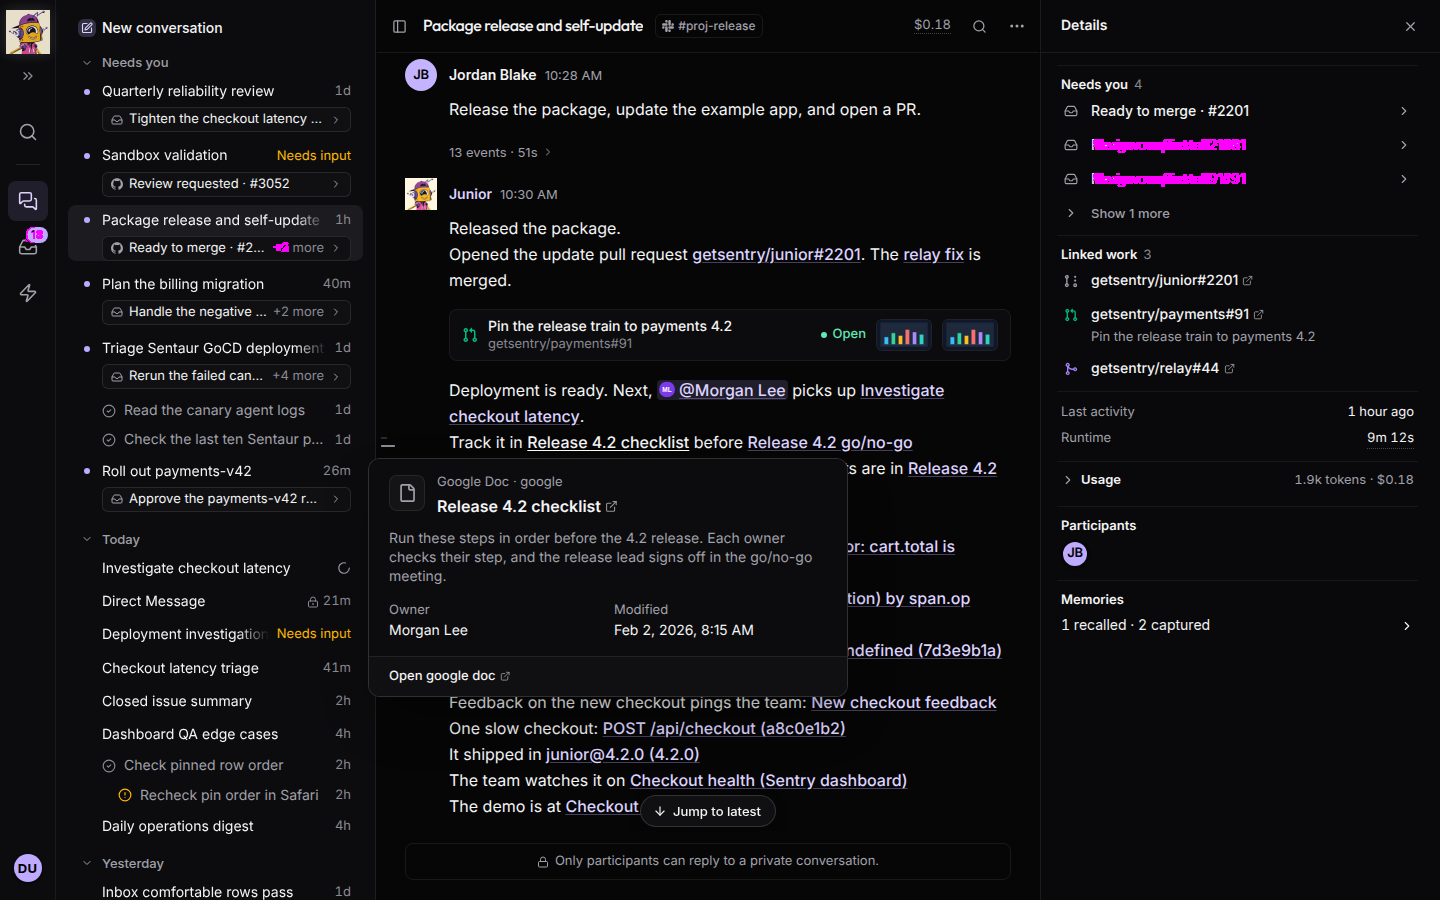 New conversation
Needs you
Quarterly reliability review 1d
Tighten the checkout latency ...
Sandbox validation Needs input
Review requested · #3052
Package release and self-update 1h
Ready to merge · #2... more
Plan the billing migration 40m
Handle the negative ... +2 more
Triage Sentaur GoCD deployment 1d
Rerun the failed can... +4 more
Read the canary agent logs 1d
Check the last ten Sentaur p... 1d
Roll out payments-v42 26m
Approve the payments-v42 r...
Today
Investigate checkout latency
Direct Message 21m
Deployment investigation Needs input
Checkout latency triage 41m
Closed issue summary 2h
Dashboard QA edge cases 4h
Check pinned row order 2h
Recheck pin order in Safari 2h
Daily operations digest 4h
Yesterday
Inbox comfortable rows pass 1d
DU
Package release and self-update #proj-release $0.18
JB Jordan Blake 10:28 AM
Release the package, update the example app, and open a PR.
13 events · 51s
Junior 10:30 AM
Released the package.
Opened the update pull request getsentry/junior#2201. The relay fix is
merged.
Pin the release train to payments 4.2
getsentry/payments#91
Open
Deployment is ready. Next, ML @Morgan Lee picks up Investigate
checkout latency.
Track it in Release 4.2 checklist before Release 4.2 go/no-go
s are in Release 4.2
or: cart.total is
tion) by span.op
ndefined (7d3e9b1a)
Google Doc · google
Release 4.2 checklist
Run these steps in order before the 4.2 release. Each owner
checks their step, and the release lead signs off in the go/no-go
meeting.
Owner Modified
Morgan Lee Feb 2, 2026, 8:15 AM
Open google doc
Feedback on the new checkout pings the team: New checkout feedback
One slow checkout: POST /api/checkout (a8c0e1b2)
It shipped in junior@4.2.0 (4.2.0)
The team watches it on Checkout health (Sentry dashboard)
The demo is at Checkout
Jump to latest
Only participants can reply to a private conversation.
Details
Needs you 4
Ready to merge · #2201
Show 1 more
Linked work 3
getsentry/junior#2201
getsentry/payments#91
Pin the release train to payments 4.2
getsentry/relay#44
Last activity 1 hour ago
Runtime 9m 12s
Usage 1.9k tokens · $0.18
Participants
JB
Memories
1 recalled · 2 captured